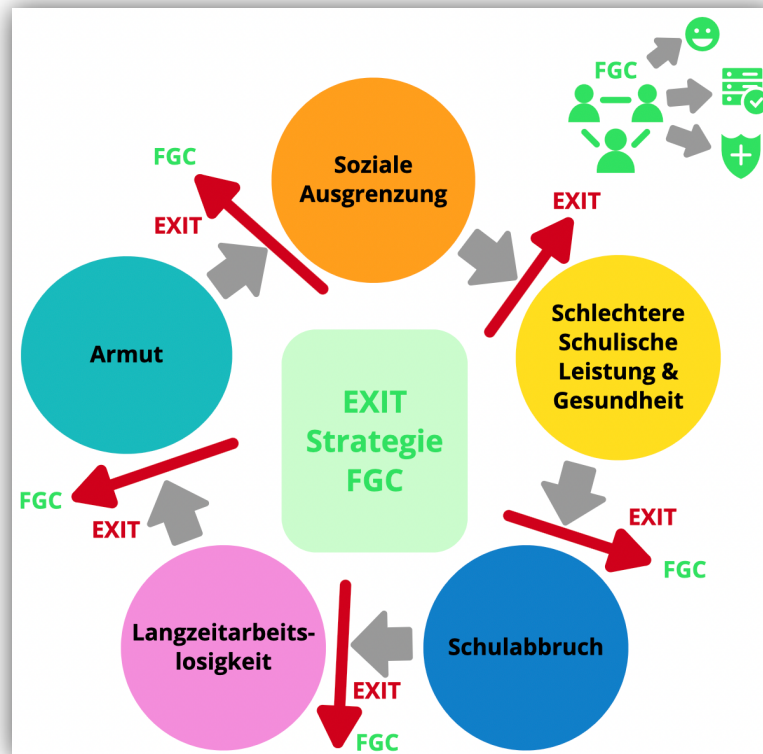 FGC
Soziale
Ausgrenzung
FGC
EXIT
EXIT
Schlechtere
Schulische
Leistung &
Gesundheit
Armut
EXIT
Strategie
FGC
FGC
EXIT
EXIT
FGC
Langzeitarbeits-
losigkeit
Schulabbruch
EXIT
FGC